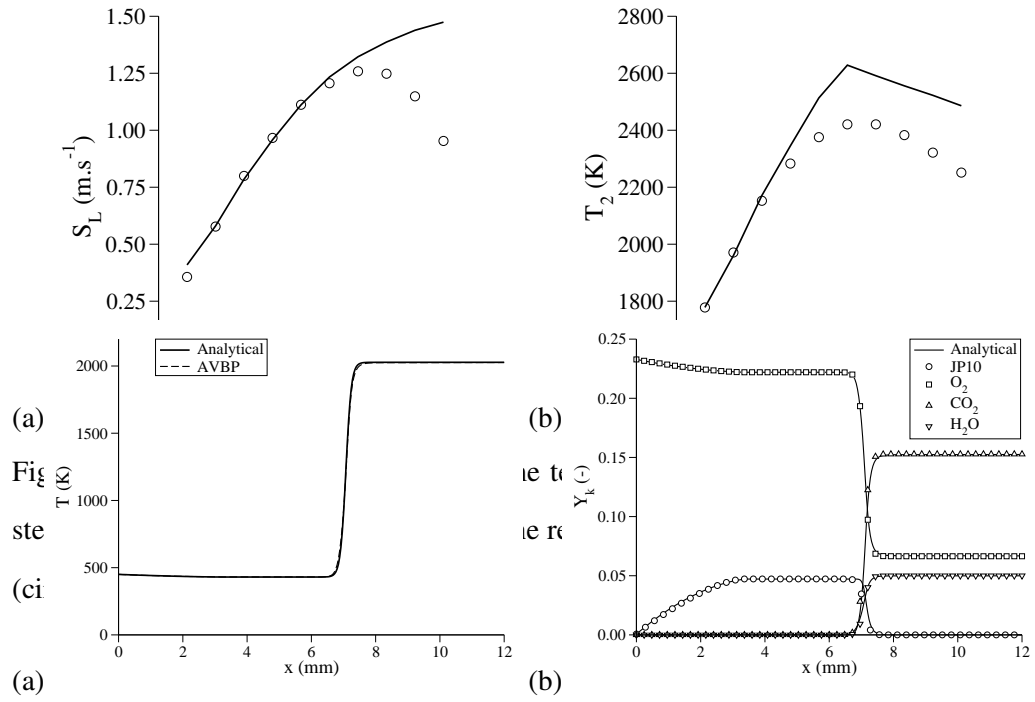 1.50
1.25
1.00
0.75
0.50
0.25
S_L (m.s^-1)
2800
2600
2400
2200
2000
1800
T_2 (K)
(a)
(b)
Fig
ste
(ci
Analytical
AVBP
2000
1500
1000
500
0
T (K)
0 2 4 6 8 10 12
x (mm)
(a)
Analytical
JP10
O_2
CO_2
H_2O
0.25
0.20
0.15
0.10
0.05
0.00
Y_k (-)
0 2 4 6 8 10 12
x (mm)
(b)